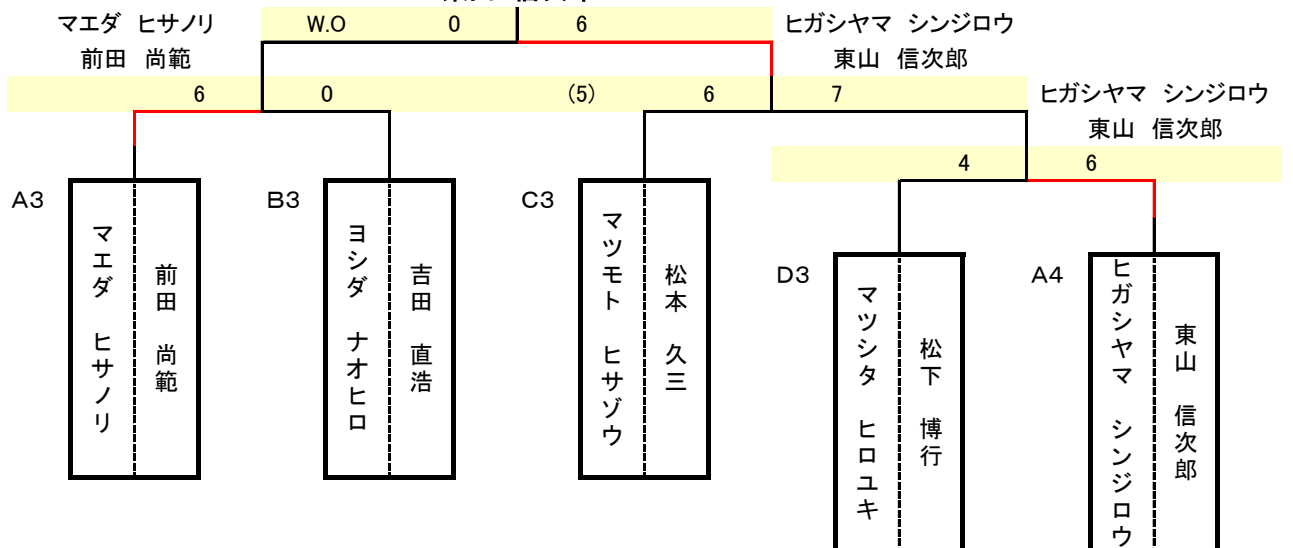 マエダ ヒサノリ
W.O 0 6
ヒガシヤマ シンジロウ
前田 尚範
東山 信次郎
6 0 (5) 6 7
ヒガシヤマ シンジロウ
東山 信次郎
4 6
A3
マエダ ヒサノリ
前田 尚範
B3
ヨシダ ナオヒロ
吉田 直浩
C3
マツモト ヒサゾウ
松本 久三
D3
マツシタ ヒロユキ
松下 博行
A4
ヒガシヤマ シンジロウ
東山 信次郎